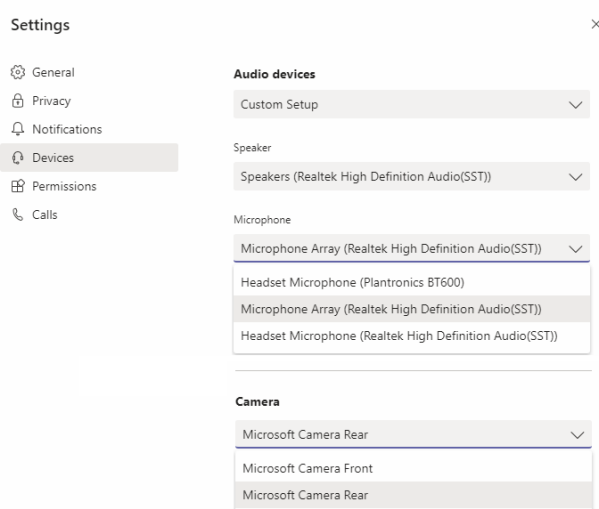 Settings
General
Privacy
Notifications
Devices
Permissions
Calls
Audio devices
Custom Setup
Speaker
Speakers (Realtek High Definition Audio(SST))
Microphone
Microphone Array (Realtek High Definition Audio(SST))
Headset Microphone (Plantronics BT600)
Microphone Array (Realtek High Definition Audio(SST))
Headset Microphone (Realtek High Definition Audio(SST))
Camera
Microsoft Camera Rear
Microsoft Camera Front
Microsoft Camera Rear